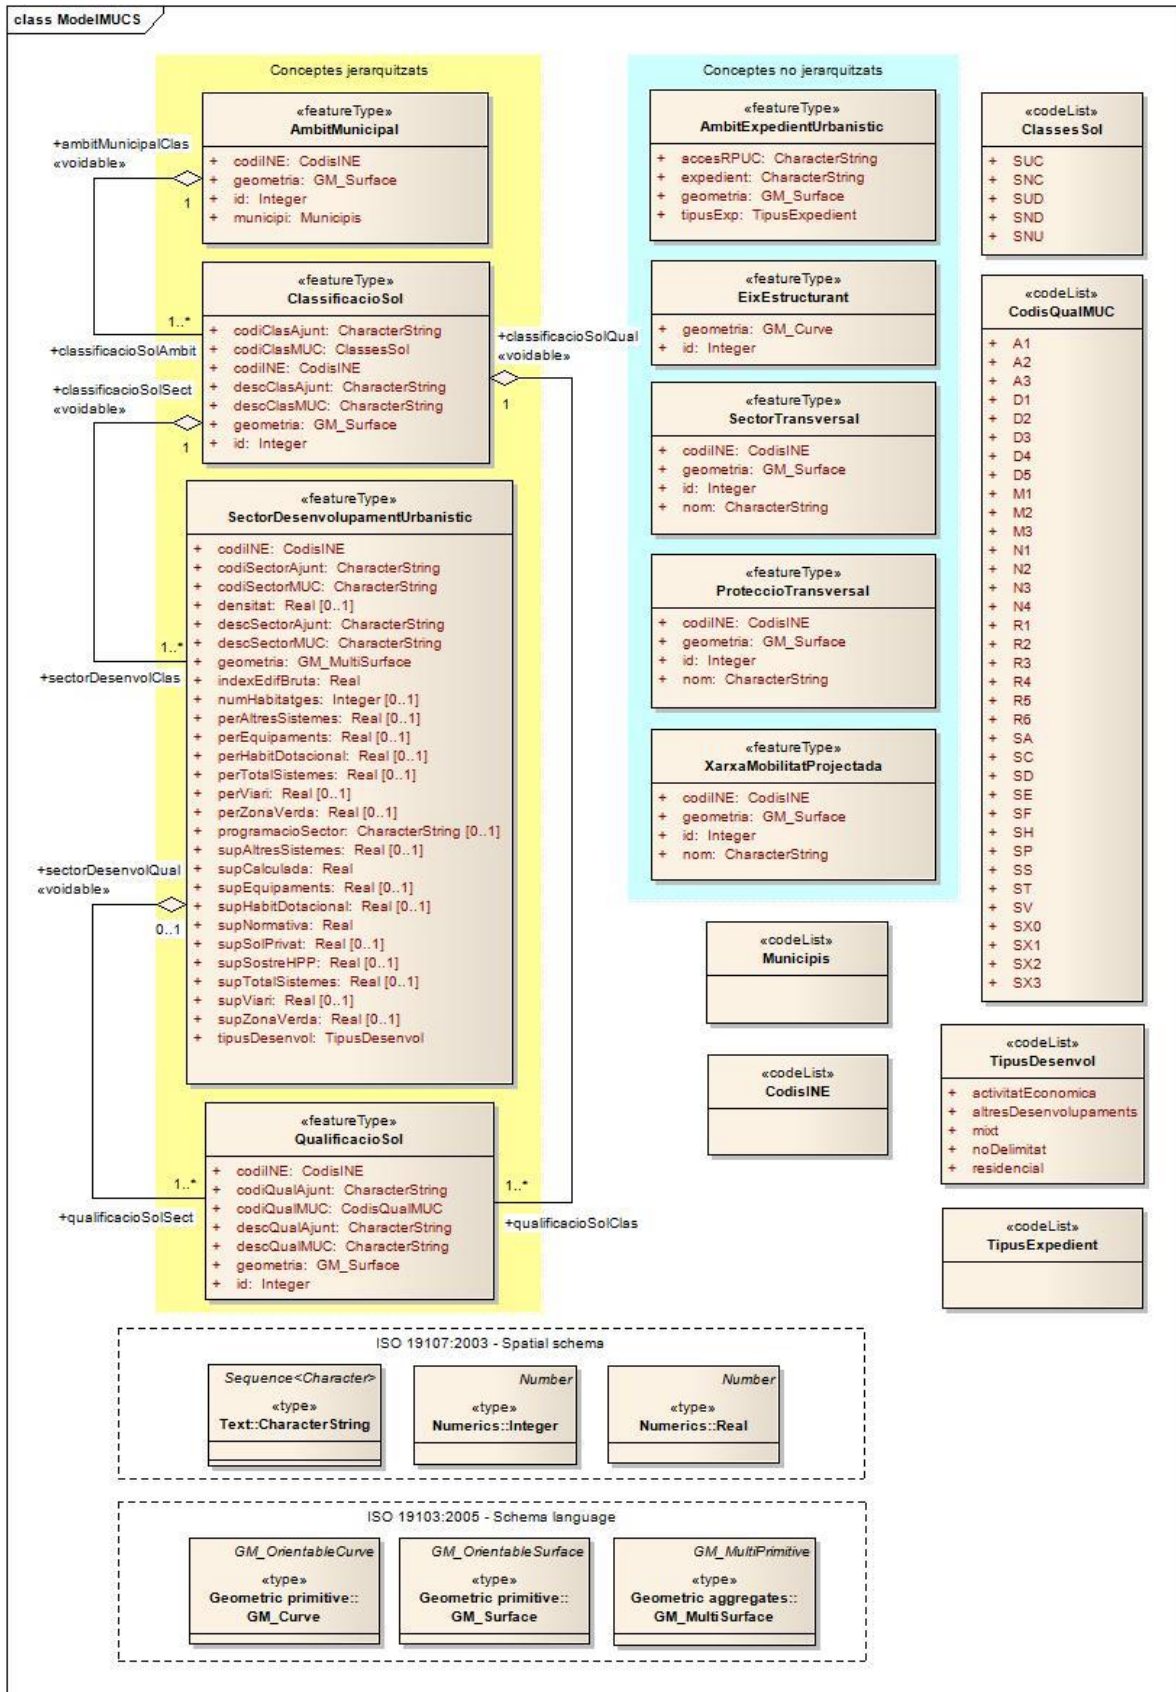 class ModelMUCS
Conceptes jerarquitzats
«featureType»
AmbitMunicipal
+ codiINE: CodisINE
+ geometria: GM_Surface
+ id: Integer
+ municipi: Municipis
+ambitMunicipalClas
«voidable»
1
1..*
+classificacioSolAmbit
«featureType»
ClassificacioSol
+ codiClasAjunt: CharacterString
+ codiClasMUC: ClassesSol
+ codiINE: CodisINE
+ descClasAjunt: CharacterString
+ descClasMUC: CharacterString
+ geometria: GM_Surface
+ id: Integer
+classificacioSolQual
«voidable»
1
+classificacioSolSect
«voidable»
1
1..*
+sectorDesenvolClas
«featureType»
SectorDesenvolupamentUrbanistic
+ codiINE: CodisINE
+ codiSectorAjunt: CharacterString
+ codiSectorMUC: CharacterString
+ densitat: Real [0..1]
+ descSectorAjunt: CharacterString
+ descSectorMUC: CharacterString
+ geometria: GM_MultiSurface
+ indexEdifBruta: Real
+ numHabitatges: Integer [0..1]
+ perAltresSistemes: Real [0..1]
+ perEquipaments: Real [0..1]
+ perHabitDotacional: Real [0..1]
+ perTotalSistemes: Real [0..1]
+ perViari: Real [0..1]
+ perZonaVerda: Real [0..1]
+ programacioSector: CharacterString [0..1]
+ supAltresSistemes: Real [0..1]
+ supCalculada: Real
+ supEquipaments: Real [0..1]
+ supHabitDotacional: Real [0..1]
+ supNormativa: Real
+ supSolPrivat: Real [0..1]
+ supSostreHPP: Real [0..1]
+ supTotalSistemes: Real [0..1]
+ supViari: Real [0..1]
+ supZonaVerda: Real [0..1]
+ tipusDesenvol: TipusDesenvol
+sectorDesenvolQual
«voidable»
0..1
1..*
+qualificacioSolSect
«featureType»
QualificacioSol
+ codiINE: CodisINE
+ codiQualAjunt: CharacterString
+ codiQualMUC: CodisQualMUC
+ descQualAjunt: CharacterString
+ descQualMUC: CharacterString
+ geometria: GM_Surface
+ id: Integer
1..*
+qualificacioSolClas
Conceptes no jerarquitzats
«featureType»
AmbitExpedientUrbanistic
+ accesRPUC: CharacterString
+ expedient: CharacterString
+ geometria: GM_Surface
+ tipusExp: TipusExpedient
«featureType»
EixEstructurant
+ geometria: GM_Curve
+ id: Integer
«featureType»
SectorTransversal
+ codiINE: CodisINE
+ geometria: GM_Surface
+ id: Integer
+ nom: CharacterString
«featureType»
ProteccioTransversal
+ codiINE: CodisINE
+ geometria: GM_Surface
+ id: Integer
+ nom: CharacterString
«featureType»
XarxaMobilitatProjectada
+ codiINE: CodisINE
+ geometria: GM_Surface
+ id: Integer
+ nom: CharacterString
«codeList»
Municipis
«codeList»
CodisINE
«codeList»
ClassesSol
+ SUC
+ SNC
+ SUD
+ SND
+ SNU
«codeList»
CodisQualMUC
+ A1
+ A2
+ A3
+ D1
+ D2
+ D3
+ D4
+ D5
+ M1
+ M2
+ M3
+ N1
+ N2
+ N3
+ N4
+ R1
+ R2
+ R3
+ R4
+ R5
+ R6
+ SA
+ SC
+ SD
+ SE
+ SF
+ SH
+ SP
+ SS
+ ST
+ SV
+ SX0
+ SX1
+ SX2
+ SX3
«codeList»
TipusDesenvol
+ activitatEconomica
+ altresDesenvolupaments
+ mixt
+ noDelimitat
+ residencial
«codeList»
TipusExpedient
ISO 19107:2003 - Spatial schema
Sequence<Character>
«type»
Text::CharacterString
Number
«type»
Numerics::Integer
Number
«type»
Numerics::Real
ISO 19103:2005 - Schema language
GM_OrientableCurve
«type»
Geometric primitive::
GM_Curve
GM_OrientableSurface
«type»
Geometric primitive::
GM_Surface
GM_MultiPrimitive
«type»
Geometric aggregates::
GM_MultiSurface